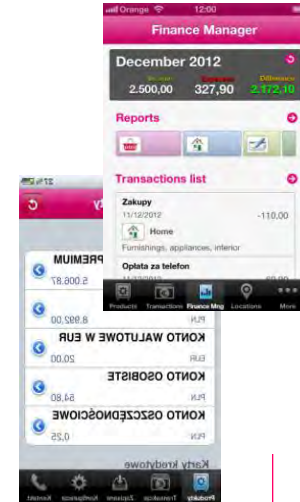 Orange 12:00
Finance Manager
December 2012
Income Expenses Difference
2.500,00 327,90 2.172,10
Reports
Transactions list
Zakupy
11/12/2012 -110,00
Home
Furnishings, appliances, interior
Opłata za telefon
Products Transactions Finance Mng Locations More
PREMIUM
5.006,87
8.992,00
PLN
KONTO WALUTOWE W EUR
20,00
EUR
KONTO OSOBISTE
54,80
PLN
KONTO OSZCZĘDNOŚCIOWE
0,25
PLN
Karty kredytowe
Produkty Transakcje Zapisane Konfiguracja Kontakt